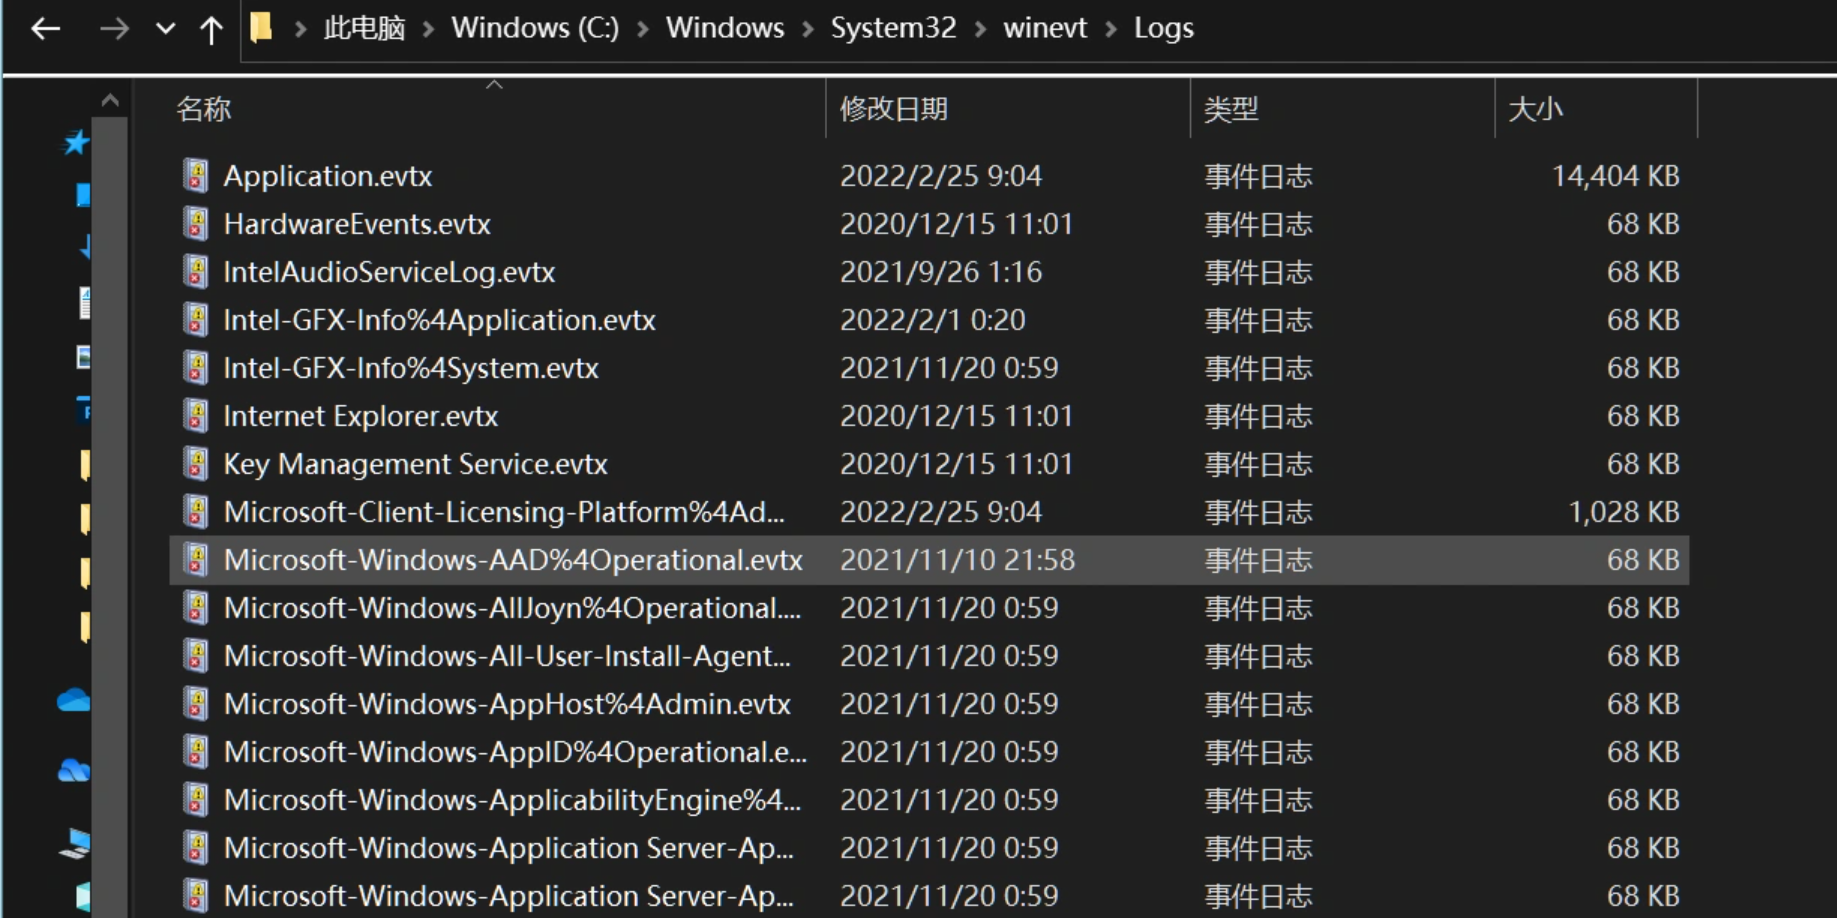 此电脑 > Windows (C:) > Windows > System32 > winevt > Logs
名称 修改日期 类型 大小
Application.evtx 2022/2/25 9:04 事件日志 14,404 KB
HardwareEvents.evtx 2020/12/15 11:01 事件日志 68 KB
IntelAudioServiceLog.evtx 2021/9/26 1:16 事件日志 68 KB
Intel-GFX-Info%4Application.evtx 2022/2/1 0:20 事件日志 68 KB
Intel-GFX-Info%4System.evtx 2021/11/20 0:59 事件日志 68 KB
Internet Explorer.evtx 2020/12/15 11:01 事件日志 68 KB
Key Management Service.evtx 2020/12/15 11:01 事件日志 68 KB
Microsoft-Client-Licensing-Platform%4Ad... 2022/2/25 9:04 事件日志 1,028 KB
Microsoft-Windows-AAD%4Operational.evtx 2021/11/10 21:58 事件日志 68 KB
Microsoft-Windows-AllJoyn%4Operational.... 2021/11/20 0:59 事件日志 68 KB
Microsoft-Windows-All-User-Install-Agent... 2021/11/20 0:59 事件日志 68 KB
Microsoft-Windows-AppHost%4Admin.evtx 2021/11/20 0:59 事件日志 68 KB
Microsoft-Windows-AppID%4Operational.e... 2021/11/20 0:59 事件日志 68 KB
Microsoft-Windows-ApplicabilityEngine%4... 2021/11/20 0:59 事件日志 68 KB
Microsoft-Windows-Application Server-Ap... 2021/11/20 0:59 事件日志 68 KB
Microsoft-Windows-Application Server-Ap... 2021/11/20 0:59 事件日志 68 KB